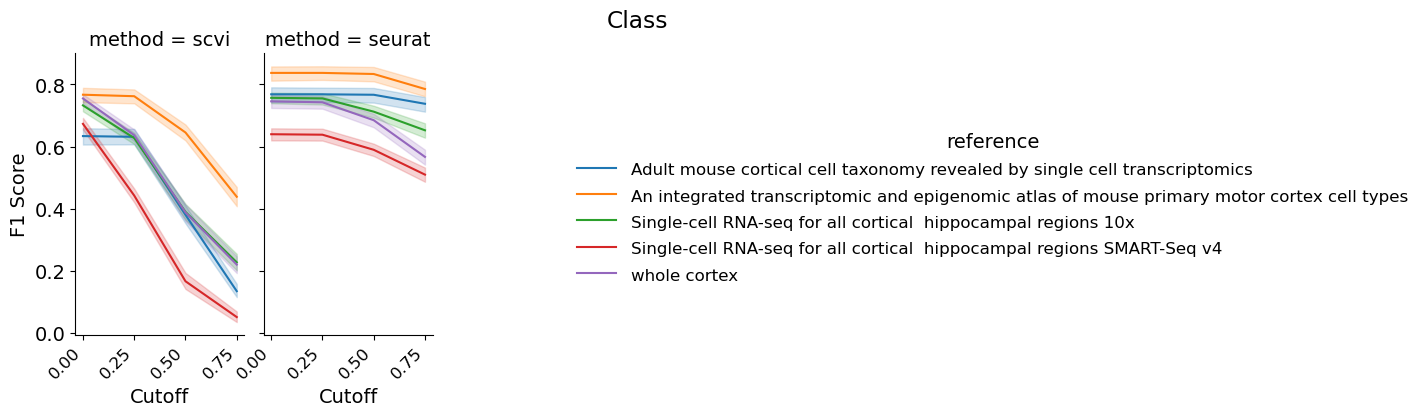 Class
method = scvi
method = seurat
F1 Score
0.8
0.6
0.4
0.2
0.0
0.00
0.25
0.50
0.75
0.00
0.25
0.50
0.75
Cutoff
Cutoff
reference
Adult mouse cortical cell taxonomy revealed by single cell transcriptomics
An integrated transcriptomic and epigenomic atlas of mouse primary motor cortex cell types
Single-cell RNA-seq for all cortical  hippocampal regions 10x
Single-cell RNA-seq for all cortical  hippocampal regions SMART-Seq v4
whole cortex